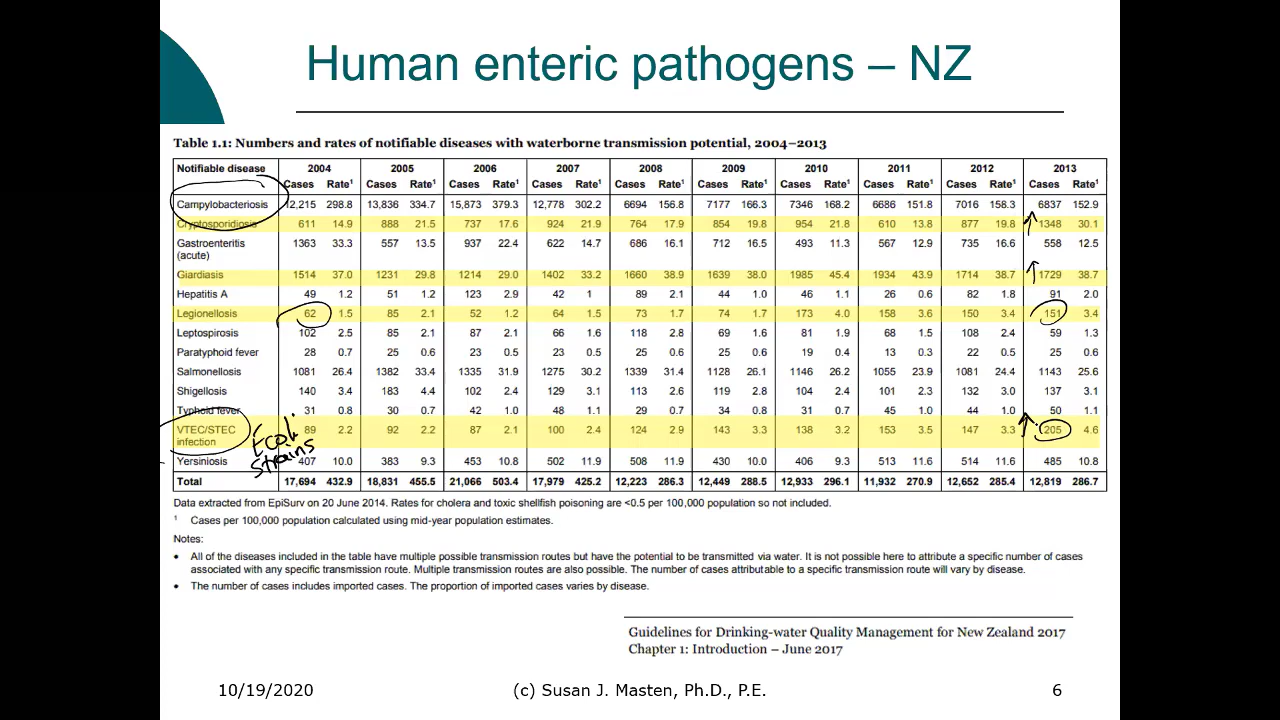 Human enteric pathogens – NZ
Table 1.1: Numbers and rates of notifiable diseases with waterborne transmission potential, 2004–2013
Notifiable disease 2004 2005 2006 2007 2008 2009 2010 2011 2012 2013
Cases Rate¹ Cases Rate¹ Cases Rate¹ Cases Rate¹ Cases Rate¹ Cases Rate¹ Cases Rate¹ Cases Rate¹ Cases Rate¹ Cases Rate¹
Campylobacteriosis 12,215 298.8 13,836 334.7 15,873 379.3 12,778 302.2 6694 156.8 7177 166.3 7346 168.2 6686 151.8 7016 158.3 6837 152.9
Cryptosporidiosis 611 14.9 888 21.5 737 17.6 924 21.9 764 17.9 854 19.8 954 21.8 610 13.8 877 19.8 1348 30.1
Gastroenteritis 1363 33.3 557 13.5 937 22.4 622 14.7 686 16.1 712 16.5 493 11.3 567 12.9 735 16.6 558 12.5
(acute)
Giardiasis 1514 37.0 1231 29.8 1214 29.0 1402 33.2 1660 38.9 1639 38.0 1985 45.4 1934 43.9 1714 38.7 1729 38.7
Hepatitis A 49 1.2 51 1.2 123 2.9 42 1 89 2.1 44 1.0 46 1.1 26 0.6 82 1.8 91 2.0
Legionellosis 62 1.5 85 2.1 52 1.2 64 1.5 73 1.7 74 1.7 173 4.0 158 3.6 150 3.4 151 3.4
Leptospirosis 102 2.5 85 2.1 87 2.1 66 1.6 118 2.8 69 1.6 81 1.9 68 1.5 108 2.4 59 1.3
Paratyphoid fever 28 0.7 25 0.6 23 0.5 23 0.5 25 0.6 25 0.6 19 0.4 13 0.3 22 0.5 25 0.6
Salmonellosis 1081 26.4 1382 33.4 1335 31.9 1275 30.2 1339 31.4 1128 26.1 1146 26.2 1055 23.9 1081 24.4 1143 25.6
Shigellosis 140 3.4 183 4.4 102 2.4 129 3.1 113 2.6 119 2.8 104 2.4 101 2.3 132 3.0 137 3.1
Typhoid fever 31 0.8 30 0.7 42 1.0 48 1.1 29 0.7 34 0.8 31 0.7 45 1.0 44 1.0 50 1.1
VTEC/STEC 89 2.2 92 2.2 87 2.1 100 2.4 124 2.9 143 3.3 138 3.2 153 3.5 147 3.3 205 4.6
infection
E coli
strains
Yersiniosis 407 10.0 383 9.3 453 10.8 502 11.9 508 11.9 430 10.0 406 9.3 513 11.6 514 11.6 485 10.8
Total 17,694 432.9 18,831 455.5 21,066 503.4 17,979 425.2 12,223 286.3 12,449 288.5 12,933 296.1 11,932 270.9 12,652 285.4 12,819 286.7
Data extracted from EpiSurv on 20 June 2014. Rates for cholera and toxic shellfish poisoning are <0.5 per 100,000 population so not included.
¹ Cases per 100,000 population calculated using mid-year population estimates.
Notes:
• All of the diseases included in the table have multiple possible transmission routes but have the potential to be transmitted via water. It is not possible here to attribute a specific number of cases
associated with any specific transmission route. Multiple transmission routes are also possible. The number of cases attributable to a specific transmission route will vary by disease.
• The number of cases includes imported cases. The proportion of imported cases varies by disease.
Guidelines for Drinking-water Quality Management for New Zealand 2017
Chapter 1: Introduction – June 2017
10/19/2020 (c) Susan J. Masten, Ph.D., P.E. 6